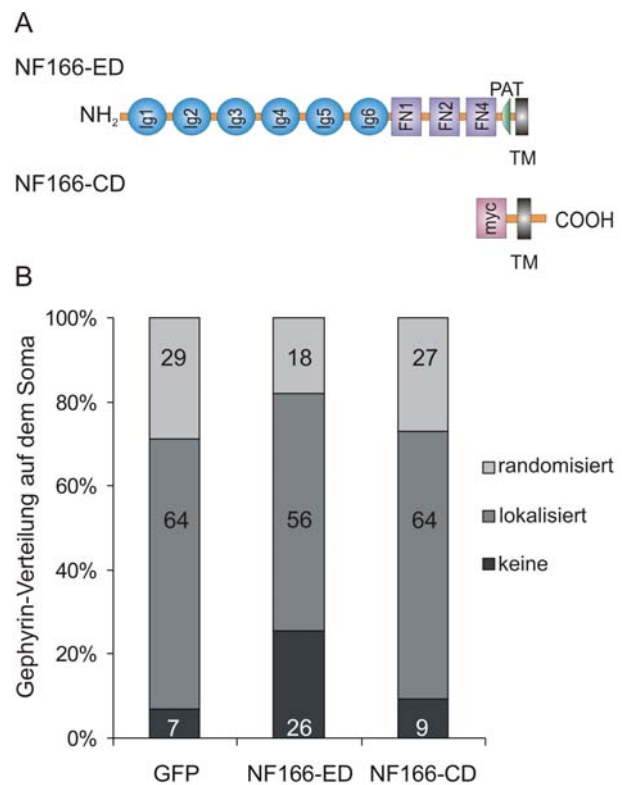 A
NF166-ED
PAT
NH2 Ig1 Ig2 Ig3 Ig4 Ig5 Ig6 FN1 FN2 FN4
TM
NF166-CD
myc COOH
TM
B
Gephyrin-Verteilung auf dem Soma
100%
80%
60%
40%
20%
0%
29 18 27
64 56 64
7 26 9
GFP NF166-ED NF166-CD
randomisiert
lokalisiert
keine